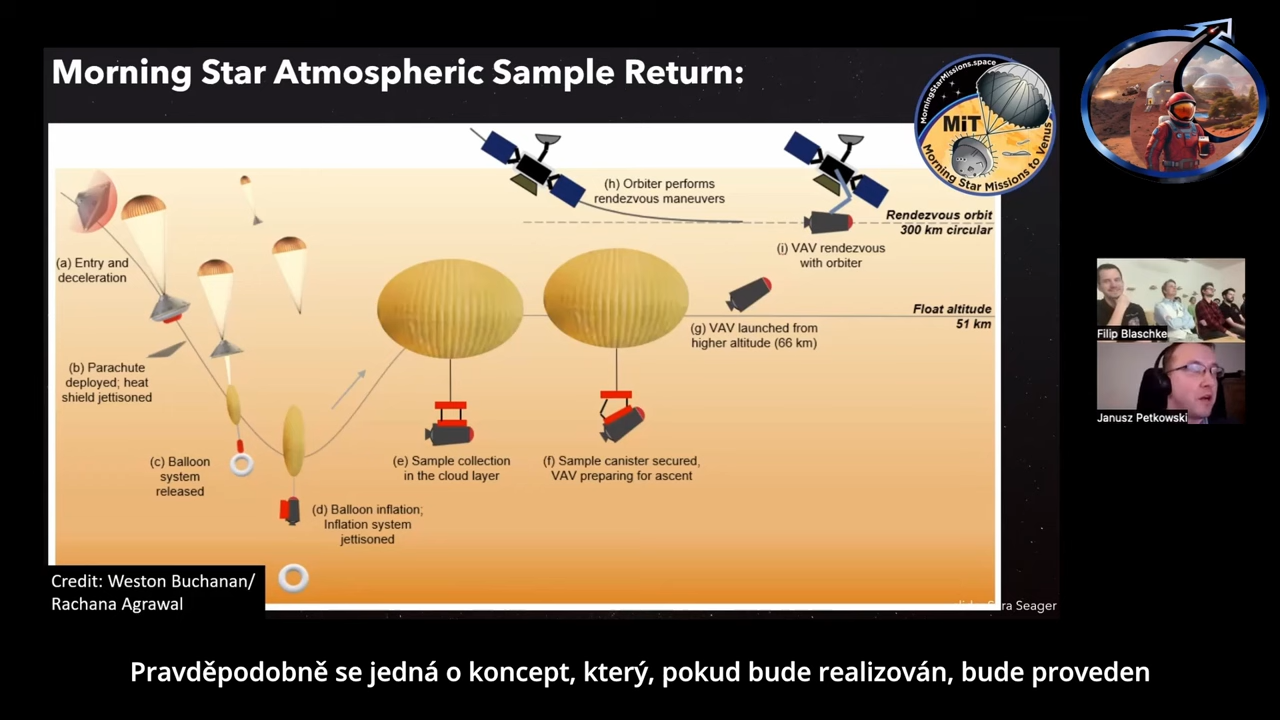 Morning Star Atmospheric Sample Return:
MorningStarMissions.space
MiT
Morning Star Missions to Venus
(h) Orbiter performs
rendezvous maneuvers
Rendezvous orbit
300 km circular
(i) VAV rendezvous
with orbiter
(a) Entry and
deceleration
Float altitude
51 km
(g) VAV launched from
higher altitude (66 km)
(b) Parachute
deployed; heat
shield jettisoned
(c) Balloon
system
released
(e) Sample collection
in the cloud layer
(f) Sample canister secured,
VAV preparing for ascent
(d) Balloon inflation;
Inflation system
jettisoned
Credit: Weston Buchanan/
Rachana Agrawal
Seager
Filip Blaschke
Janusz Petkowski
Pravděpodobně se jedná o koncept, který, pokud bude realizován, bude proveden